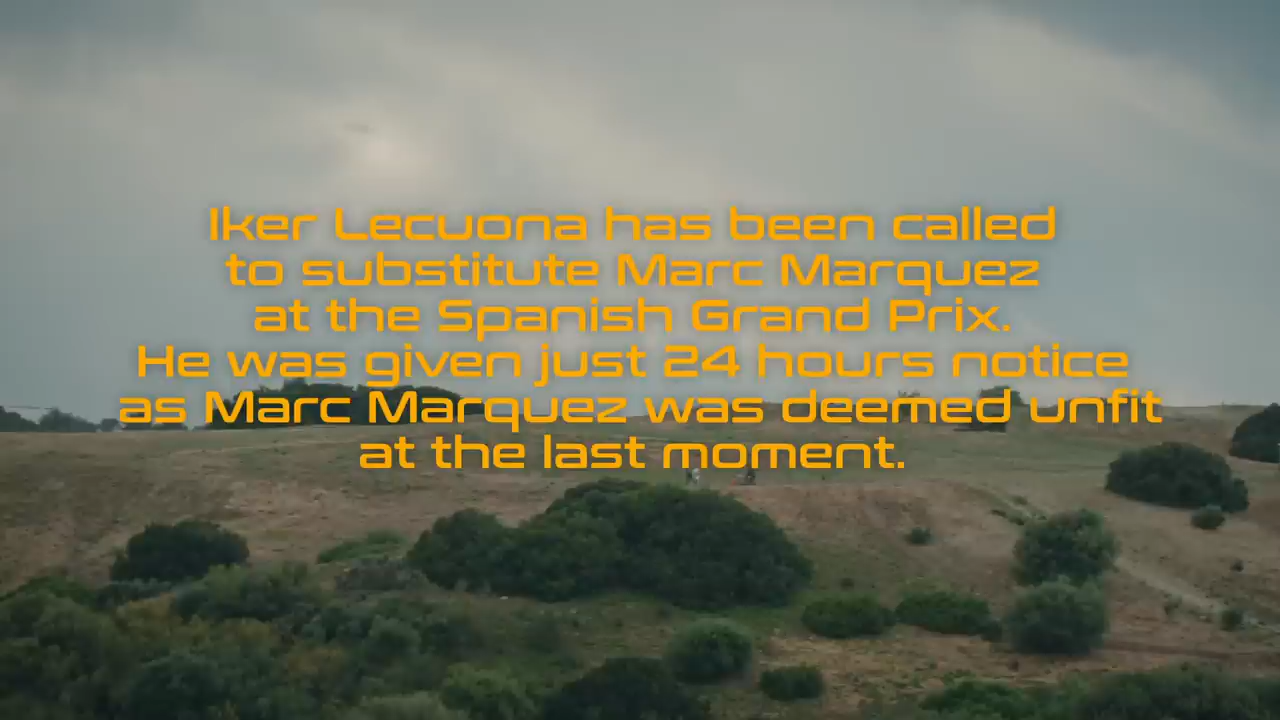 Iker Lecuona has been called
to substitute Marc Marquez
at the Spanish Grand Prix.
He was given just 24 hours notice
as Marc Marquez was deemed unfit
at the last moment.